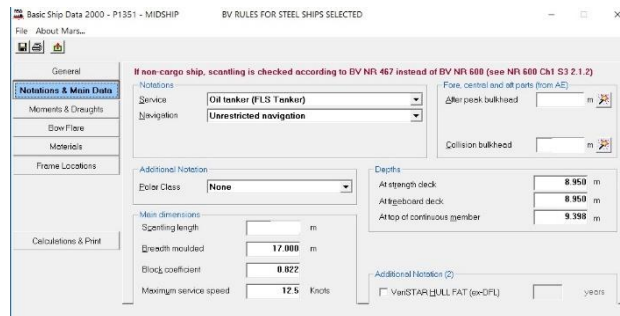 Basic Ship Data 2000 - P1351 - MIDSHIP BV RULES FOR STEEL SHIPS SELECTED
File About Mars...
General
Notations & Main Data
Moments & Draughts
Bow Flare
Materials
Frame Locations
Calculations & Print
If non-cargo ship, scantling is checked according to BV NR 467 instead of BV NR 600 (see NR 600 Ch1 S3 2.1.2)
Notations
Service Oil tanker (FLS Tanker)
Navigation Unrestricted navigation
Fore, central and aft parts (from AE)
After peak bulkhead m
Collision bulkhead m
Additional Notation
Polar Class None
Depths
At strength deck 8.950 m
At freeboard deck 8.950 m
At top of continuous member 9.398 m
Main dimensions
Scantling length m
Breadth moulded 17.000 m
Block coefficient 0.822
Maximum service speed 12.5 Knots
Additional Notation (2)
VeriSTAR HULL FAT (ex-DFL) years